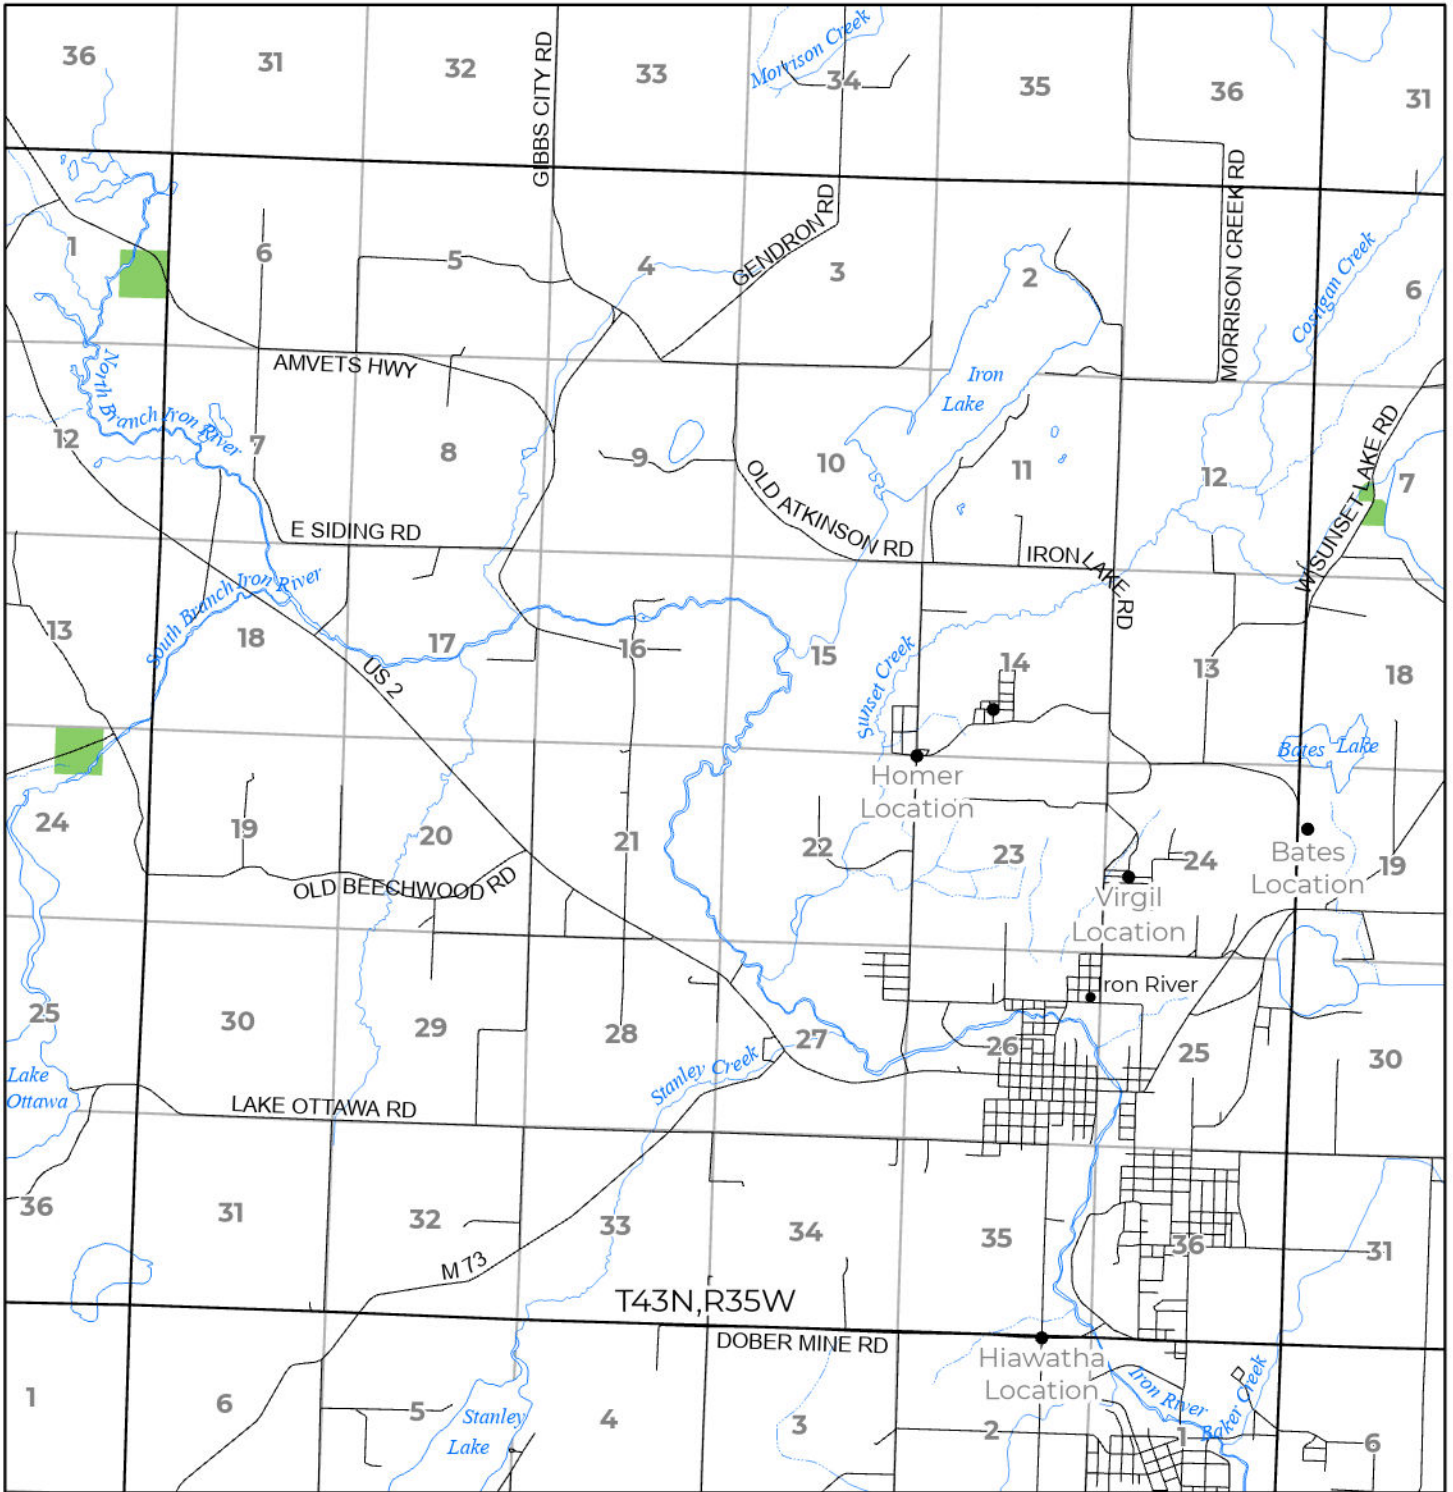 36
31
32
33
34
35
36
31
Morrison Creek
GIBBS CITY RD
1
6
5
4
GENDRON RD
3
2
MORRISON CREEK RD
Costigan Creek
6
AMVETS HWY
North Branch Iron River
Iron
Lake
12
7
8
9
10
11
12
7
OLD ATKINSON RD
W SUNSET LAKE RD
E SIDING RD
IRON LAKE RD
South Branch Iron River
13
18
17
16
15
14
13
18
US 2
Sunset Creek
Bates Lake
Homer
Location
24
19
20
21
22
23
24
19
Bates
Location
OLD BEECHWOOD RD
Virgil
Location
Iron River
25
30
29
28
27
26
25
30
Stanley Creek
Lake
Ottawa
LAKE OTTAWA RD
36
31
32
33
34
35
36
31
M 73
T43N,R35W
DOBER MINE RD
Hiawatha
Location
Iron River
Baker Creek
1
6
5
Stanley
Lake
4
3
2
1
6